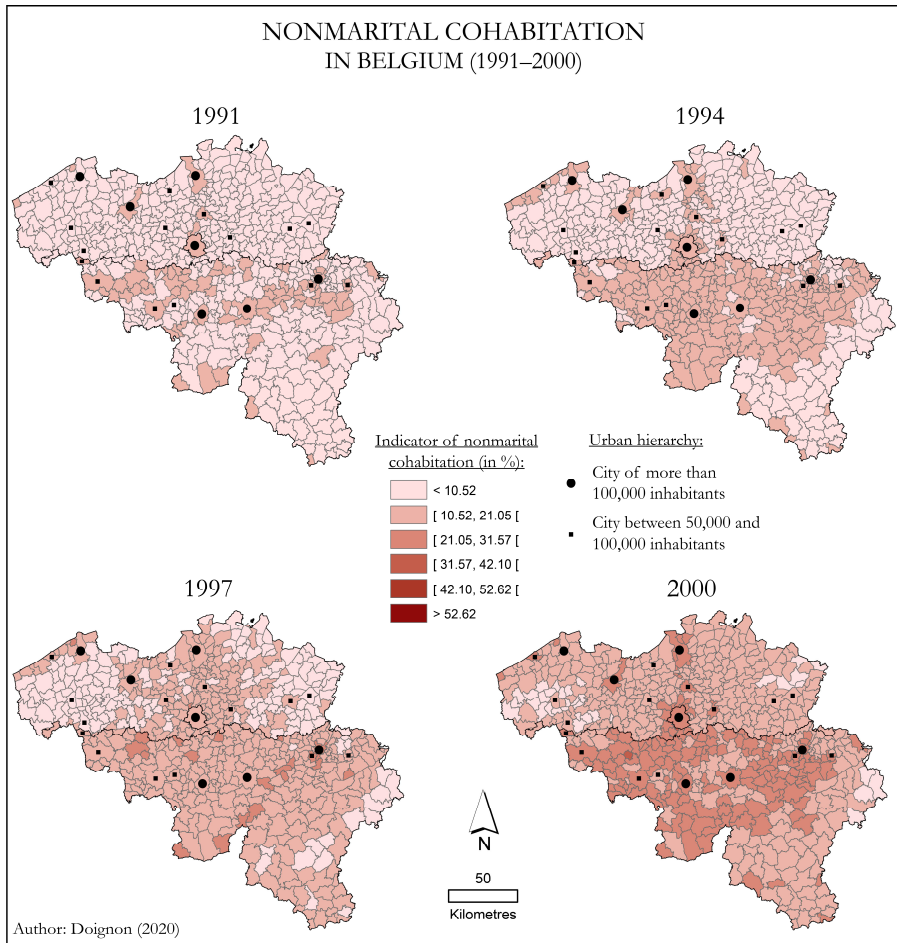 NONMARITAL COHABITATION
IN BELGIUM (1991–2000)
1991
1994
Indicator of nonmarital
cohabitation (in %):
< 10.52
[ 10.52, 21.05 [
[ 21.05, 31.57 [
[ 31.57, 42.10 [
[ 42.10, 52.62 [
> 52.62
Urban hierarchy:
City of more than
100,000 inhabitants
City between 50,000 and
100,000 inhabitants
1997
2000
N
50
Kilometres
Author: Doignon (2020)